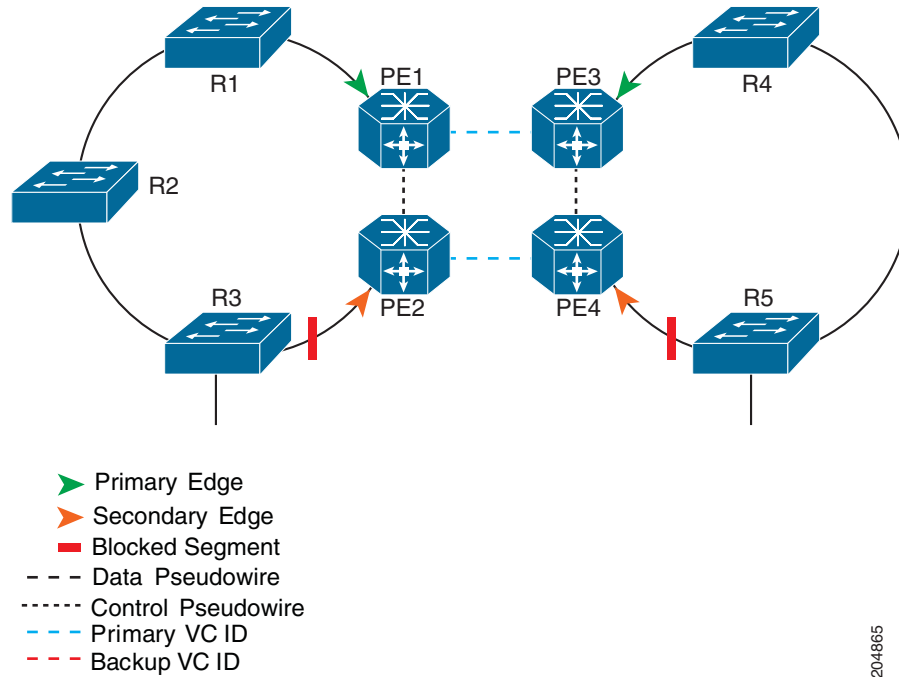 R1
PE1
PE3
R4
R2
R3
PE2
PE4
R5
Primary Edge
Secondary Edge
Blocked Segment
Data Pseudowire
Control Pseudowire
Primary VC ID
Backup VC ID
204865